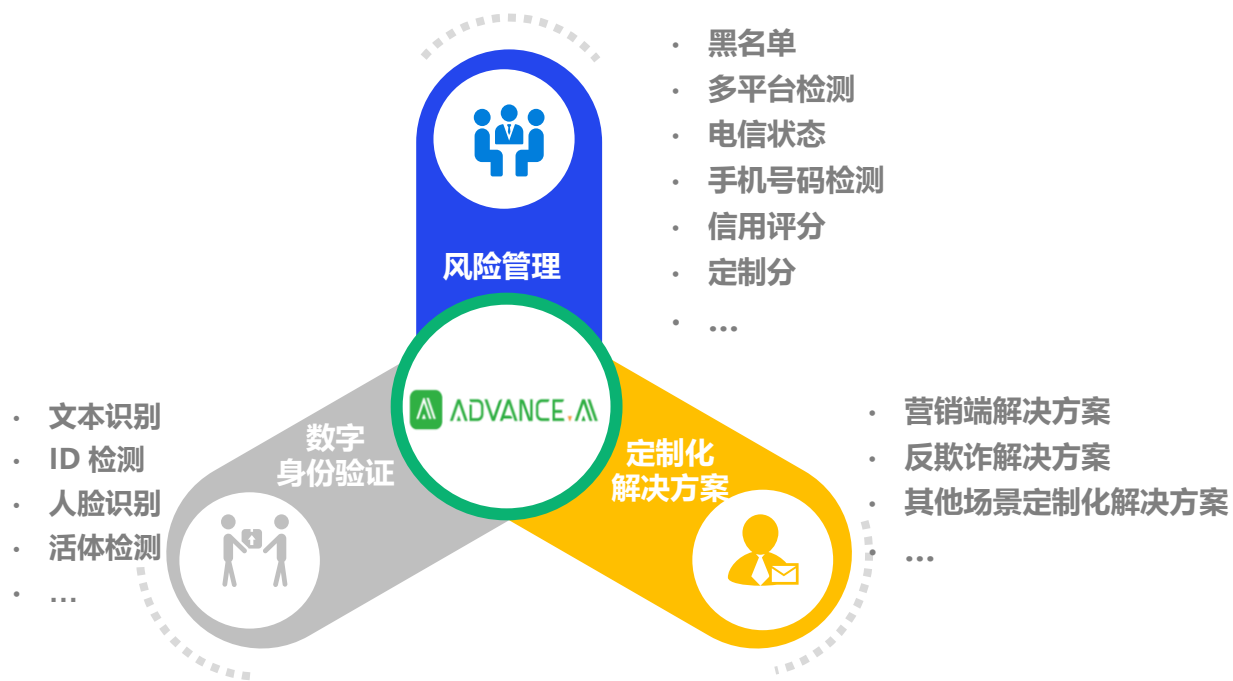 · 黑名单
· 多平台检测
· 电信状态
· 手机号码检测
· 信用评分
· 定制分
· ...
风险管理
ADVANCE.AI
数字
身份验证
· 文本识别
· ID 检测
· 人脸识别
· 活体检测
· ...
定制化
解决方案
· 营销端解决方案
· 反欺诈解决方案
· 其他场景定制化解决方案
· ...